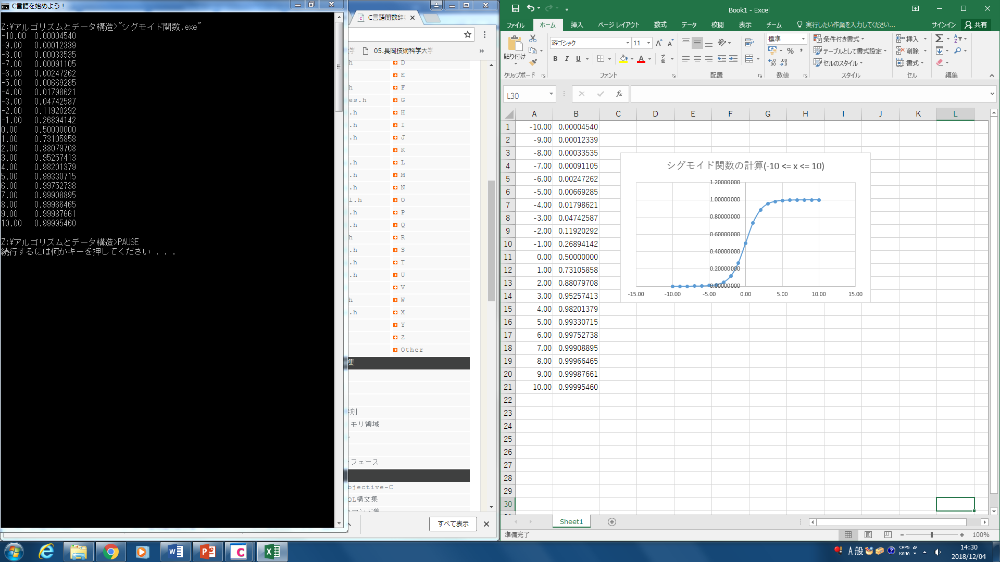 C言語を始めよう！
Z:¥アルゴリズムとデータ構造>"シグモイド関数.exe"
-10.00 0.00004540
-9.00 0.00012339
-8.00 0.00033535
-7.00 0.00091105
-6.00 0.00247262
-5.00 0.00669285
-4.00 0.01798621
-3.00 0.04742587
-2.00 0.11920292
-1.00 0.26894142
0.00 0.50000000
1.00 0.73105858
2.00 0.88079708
3.00 0.95257413
4.00 0.98201379
5.00 0.99330715
6.00 0.99752738
7.00 0.99908895
8.00 0.99966465
9.00 0.99987661
10.00 0.99995460
Z:¥アルゴリズムとデータ構造>PAUSE
続行するには何かキーを押してください . . .
C言語関数辞
05.長岡技術科学大学
»
h D
E
h F
es.h G
.h H
.h I
.h J
K
.h L
.h M
.h N
l.h O
.h P
.h Q
h R
.h S
.h T
.h U
V
h W
.h X
Y
Z
Other
集
刻
モリ領域
フェース
bjective-C
QL構文集
すべて表示
Book1 - Excel
ファイル ホーム 挿入 ページ レイアウト 数式 データ 校閲 表示 チーム 実行したい作業を入力してください... サインイン 共有
貼り付け
游ゴシック 11
B I U
標準
% ,
条件付き書式
テーブルとして書式設定
セルのスタイル
挿入
削除
書式
クリップボード フォント 配置 数値 スタイル セル 編集
L30 fx
A B C D E F G H I J K L
1 -10.00 0.00004540
2 -9.00 0.00012339
3 -8.00 0.00033535
4 -7.00 0.00091105
5 -6.00 0.00247262
6 -5.00 0.00669285
7 -4.00 0.01798621
8 -3.00 0.04742587
9 -2.00 0.11920292
10 -1.00 0.26894142
11 0.00 0.50000000
12 1.00 0.73105858
13 2.00 0.88079708
14 3.00 0.95257413
15 4.00 0.98201379
16 5.00 0.99330715
17 6.00 0.99752738
18 7.00 0.99908895
19 8.00 0.99966465
20 9.00 0.99987661
21 10.00 0.99995460
22
23
24
25
26
27
28
29
30
シグモイド関数の計算(-10 <= x <= 10)
1.20000000
1.00000000
0.80000000
0.60000000
0.40000000
0.20000000
0.00000000
-15.00 -10.00 -5.00 0.00 5.00 10.00 15.00
Sheet1
準備完了
100%
A 般
CAPS
KANA
14:30
2018/12/04